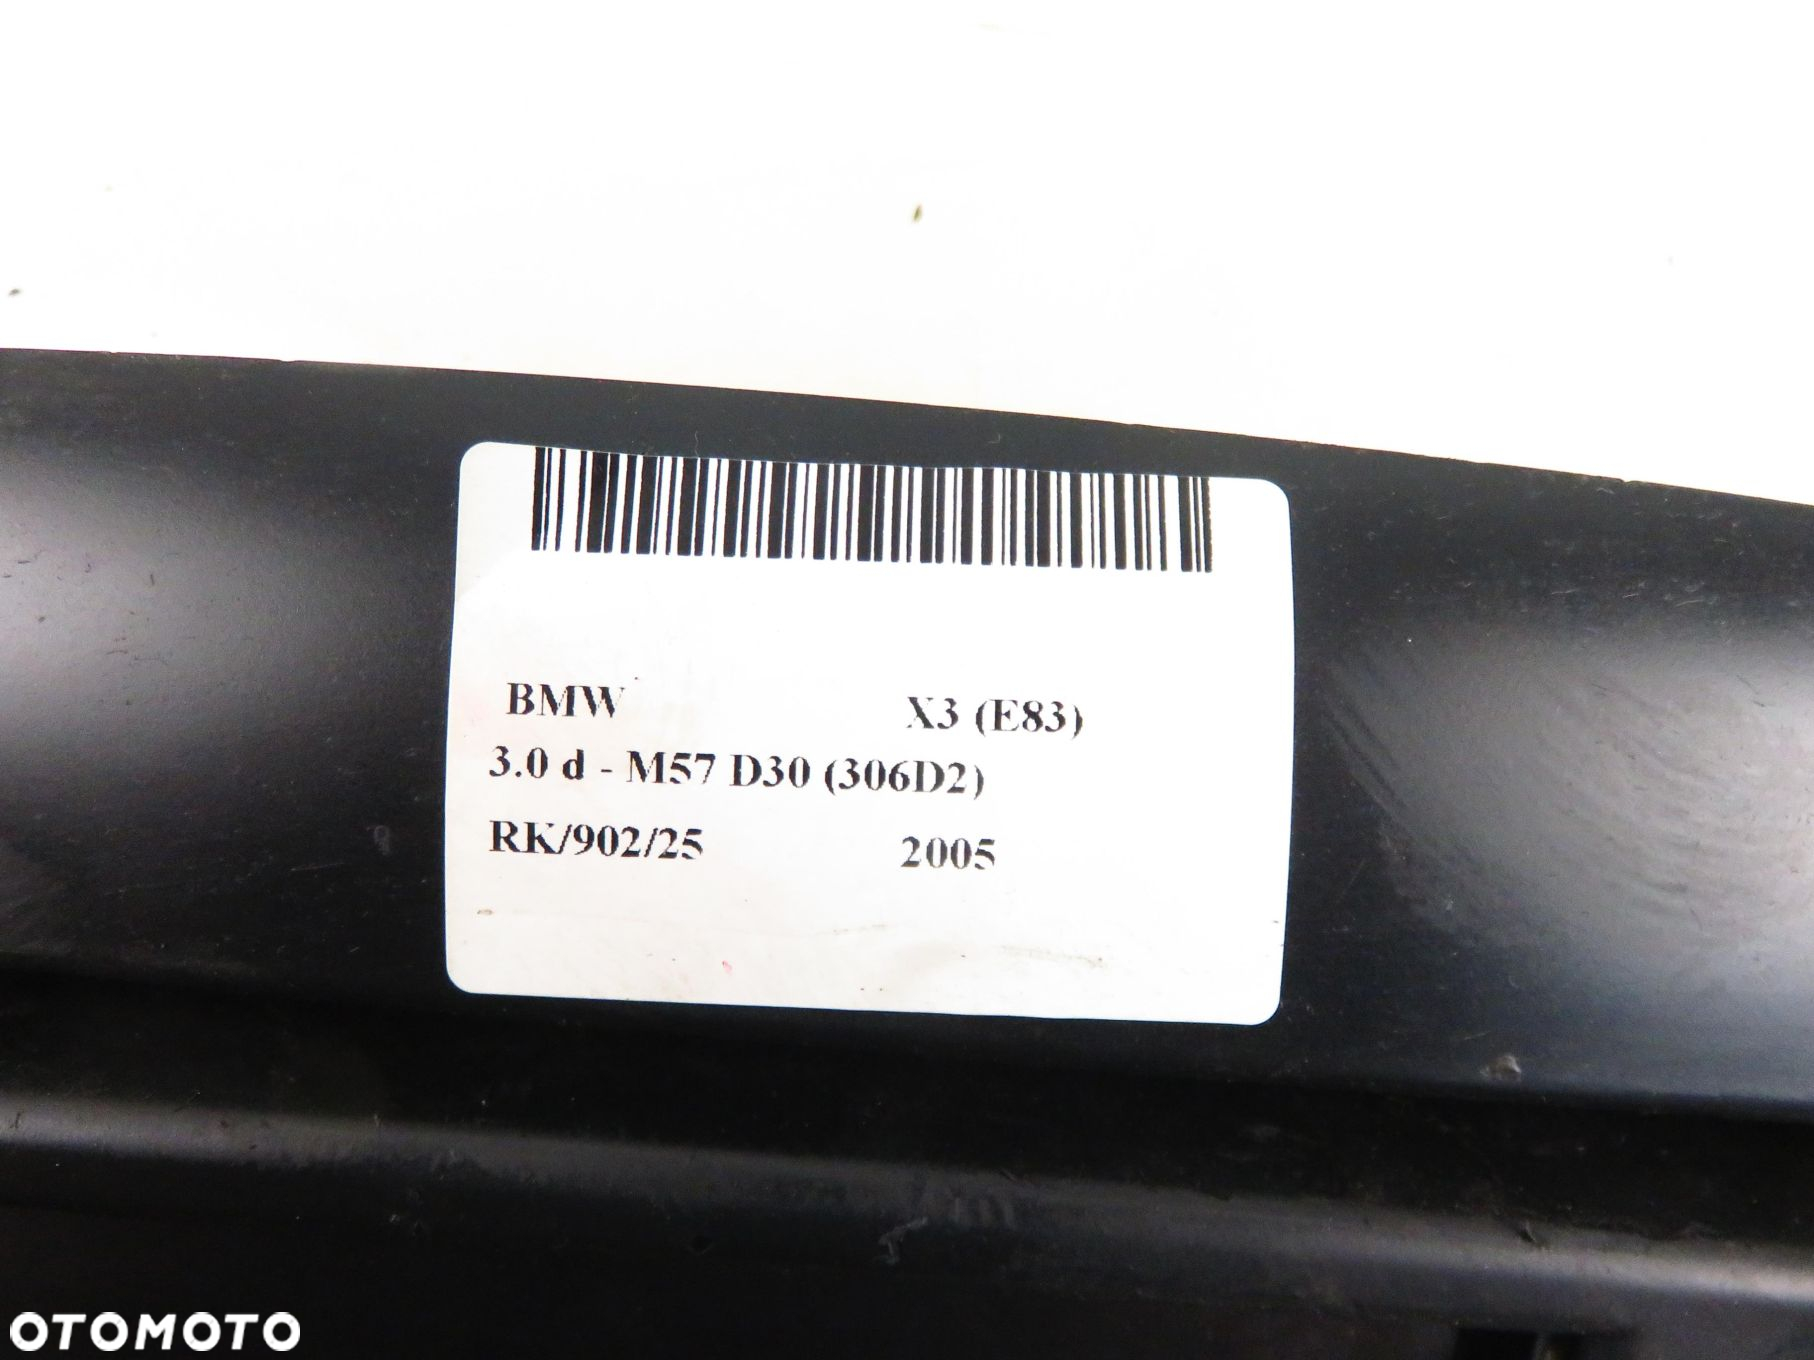 BMW X3 (E83)
3.0 d - M57 D30 (306D2)
RK/902/25 2005
OTOMOTO